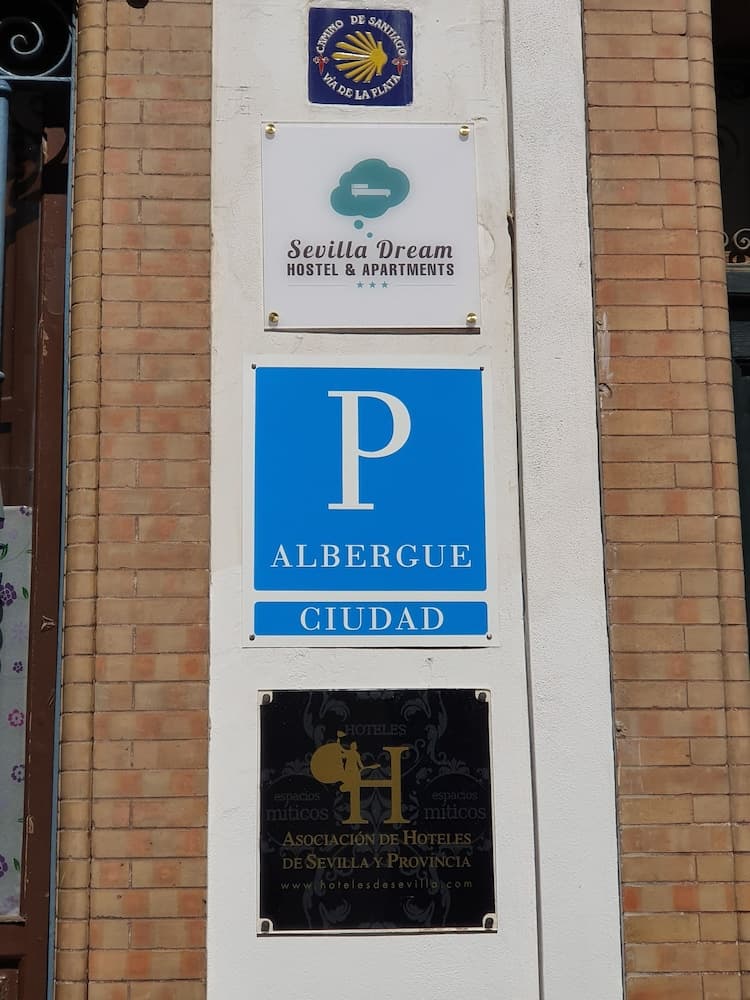 CAMINO DE SANTIAGO
VÍA DE LA PLATA
Sevilla Dream
HOSTEL & APARTMENTS
P
ALBERGUE
CIUDAD
HOTELES
H
espacios espacios
míticos míticos
ASOCIACIÓN DE HOTELES
DE SEVILLA Y PROVINCIA
www.hotelesdesevilla.com